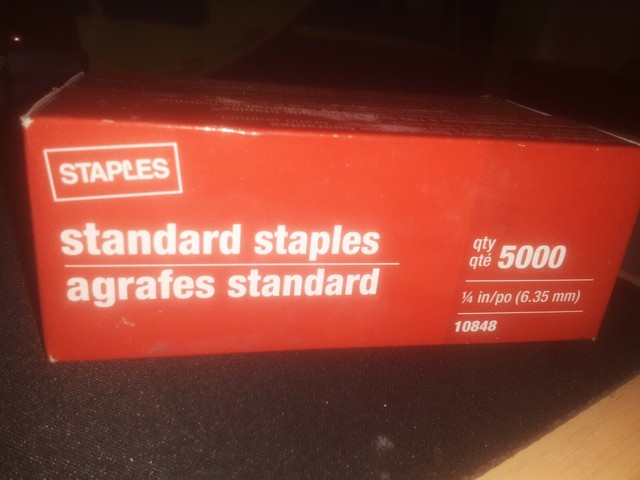 STAPLES
standard staples
agrafes standard
qty
qté 5000
¼ in/po (6.35 mm)
10848